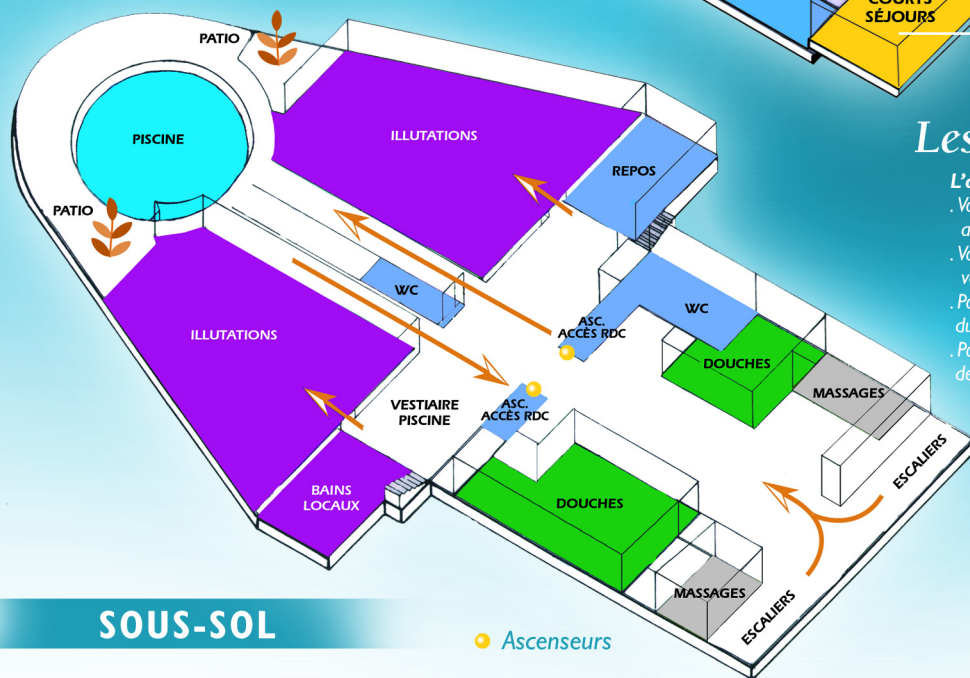 COURTS
SÉJOURS
PATIO
PISCINE
ILLUTATIONS
REPOS
PATIO
WC
ASC.
ACCÈS RDC
WC
ILLUTATIONS
DOUCHES
MASSAGES
VESTIAIRE
PISCINE
ASC.
ACCÈS RDC
ESCALIERS
BAINS
LOCAUX
DOUCHES
MASSAGES
ESCALIERS
SOUS-SOL
Ascenseurs
Les